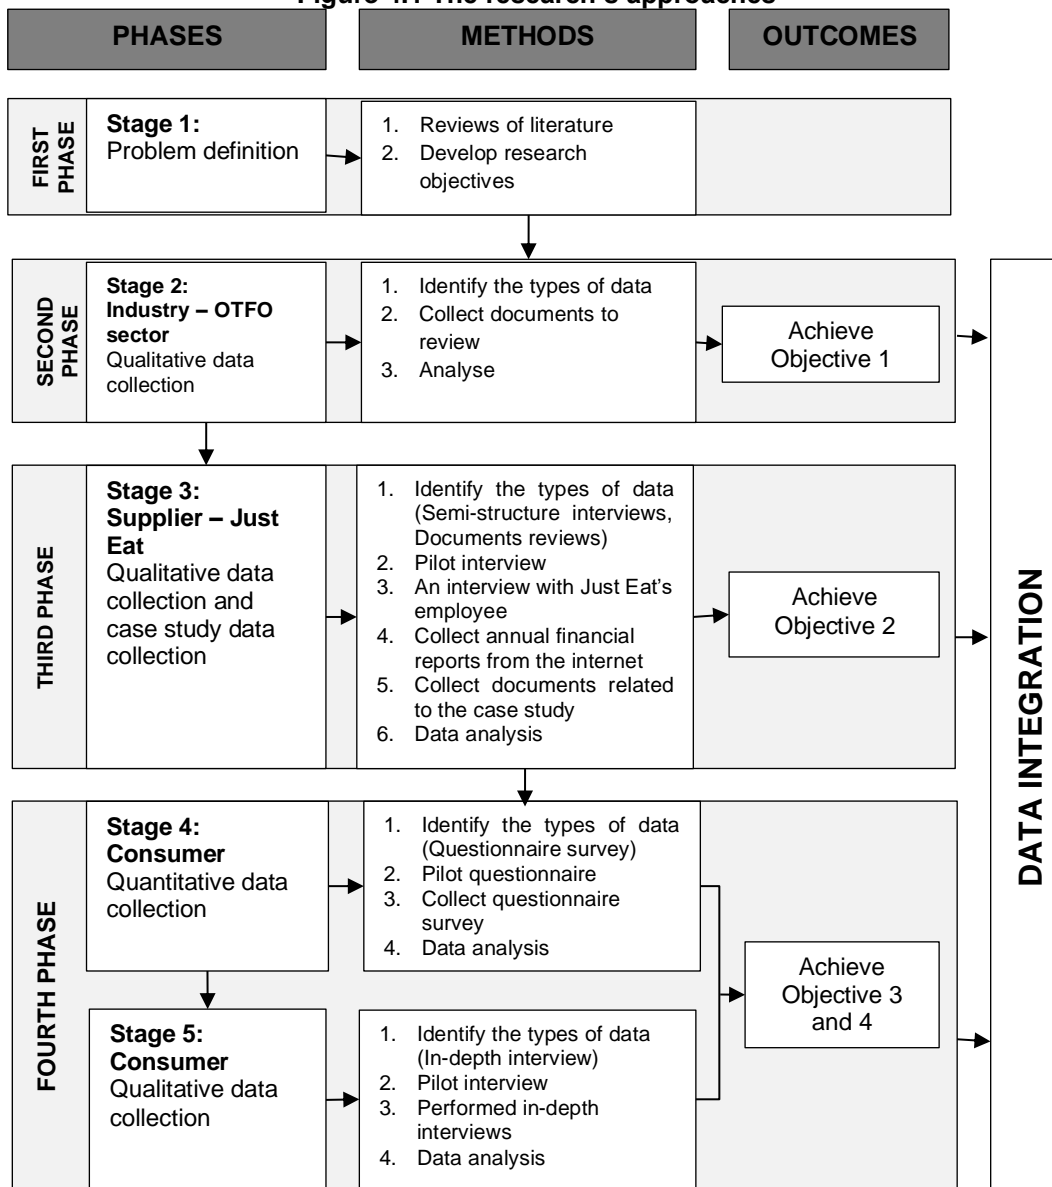 Figure 4.1 The research's approaches
PHASES
METHODS
OUTCOMES
FIRST
PHASE
Stage 1:
Problem definition
1. Reviews of literature
2. Develop research
objectives
SECOND
PHASE
Stage 2:
Industry – OTFO
sector
Qualitative data
collection
1. Identify the types of data
2. Collect documents to
review
3. Analyse
Achieve
Objective 1
THIRD PHASE
Stage 3:
Supplier – Just
Eat
Qualitative data
collection and
case study data
collection
1. Identify the types of data
(Semi-structure interviews,
Documents reviews)
2. Pilot interview
3. An interview with Just Eat's
employee
4. Collect annual financial
reports from the internet
5. Collect documents related
to the case study
6. Data analysis
Achieve
Objective 2
FOURTH PHASE
Stage 4:
Consumer
Quantitative data
collection
1. Identify the types of data
(Questionnaire survey)
2. Pilot questionnaire
3. Collect questionnaire
survey
4. Data analysis
Stage 5:
Consumer
Qualitative data
collection
1. Identify the types of data
(In-depth interview)
2. Pilot interview
3. Performed in-depth
interviews
4. Data analysis
Achieve
Objective 3
and 4
DATA INTEGRATION